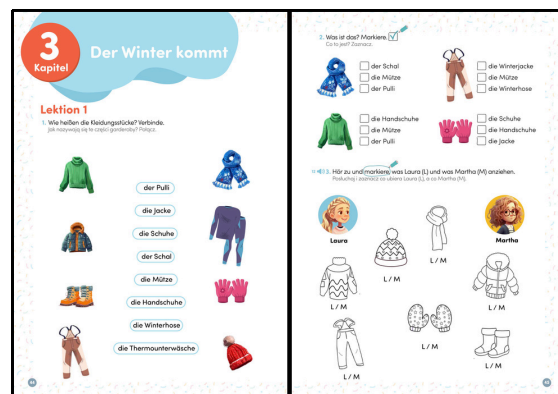 3
Kapitel
Der Winter kommt
Lektion 1
1. Wie heißen die Kleidungsstücke? Verbinde.
Jak nazywają się te części garderoby? Połącz.
der Pulli
die Jacke
die Schuhe
der Schal
die Mütze
die Handschuhe
die Winterhose
die Thermounterwäsche
2. Was ist das? Markiere.
Co to jest? Zaznacz.
der Schal
die Mütze
der Pulli
die Winterjacke
die Mütze
die Winterhose
die Handschuhe
die Mütze
der Pulli
die Schuhe
die Handschuhe
die Jacke
3. Hör zu und markiere, was Laura (L) und was Martha (M) anziehen.
Posłuchaj i zaznacz co ubiera Laura (L), a co Martha (M).
Laura
Martha
L / M
L / M
L / M
L / M
L / M
L / M
L / M